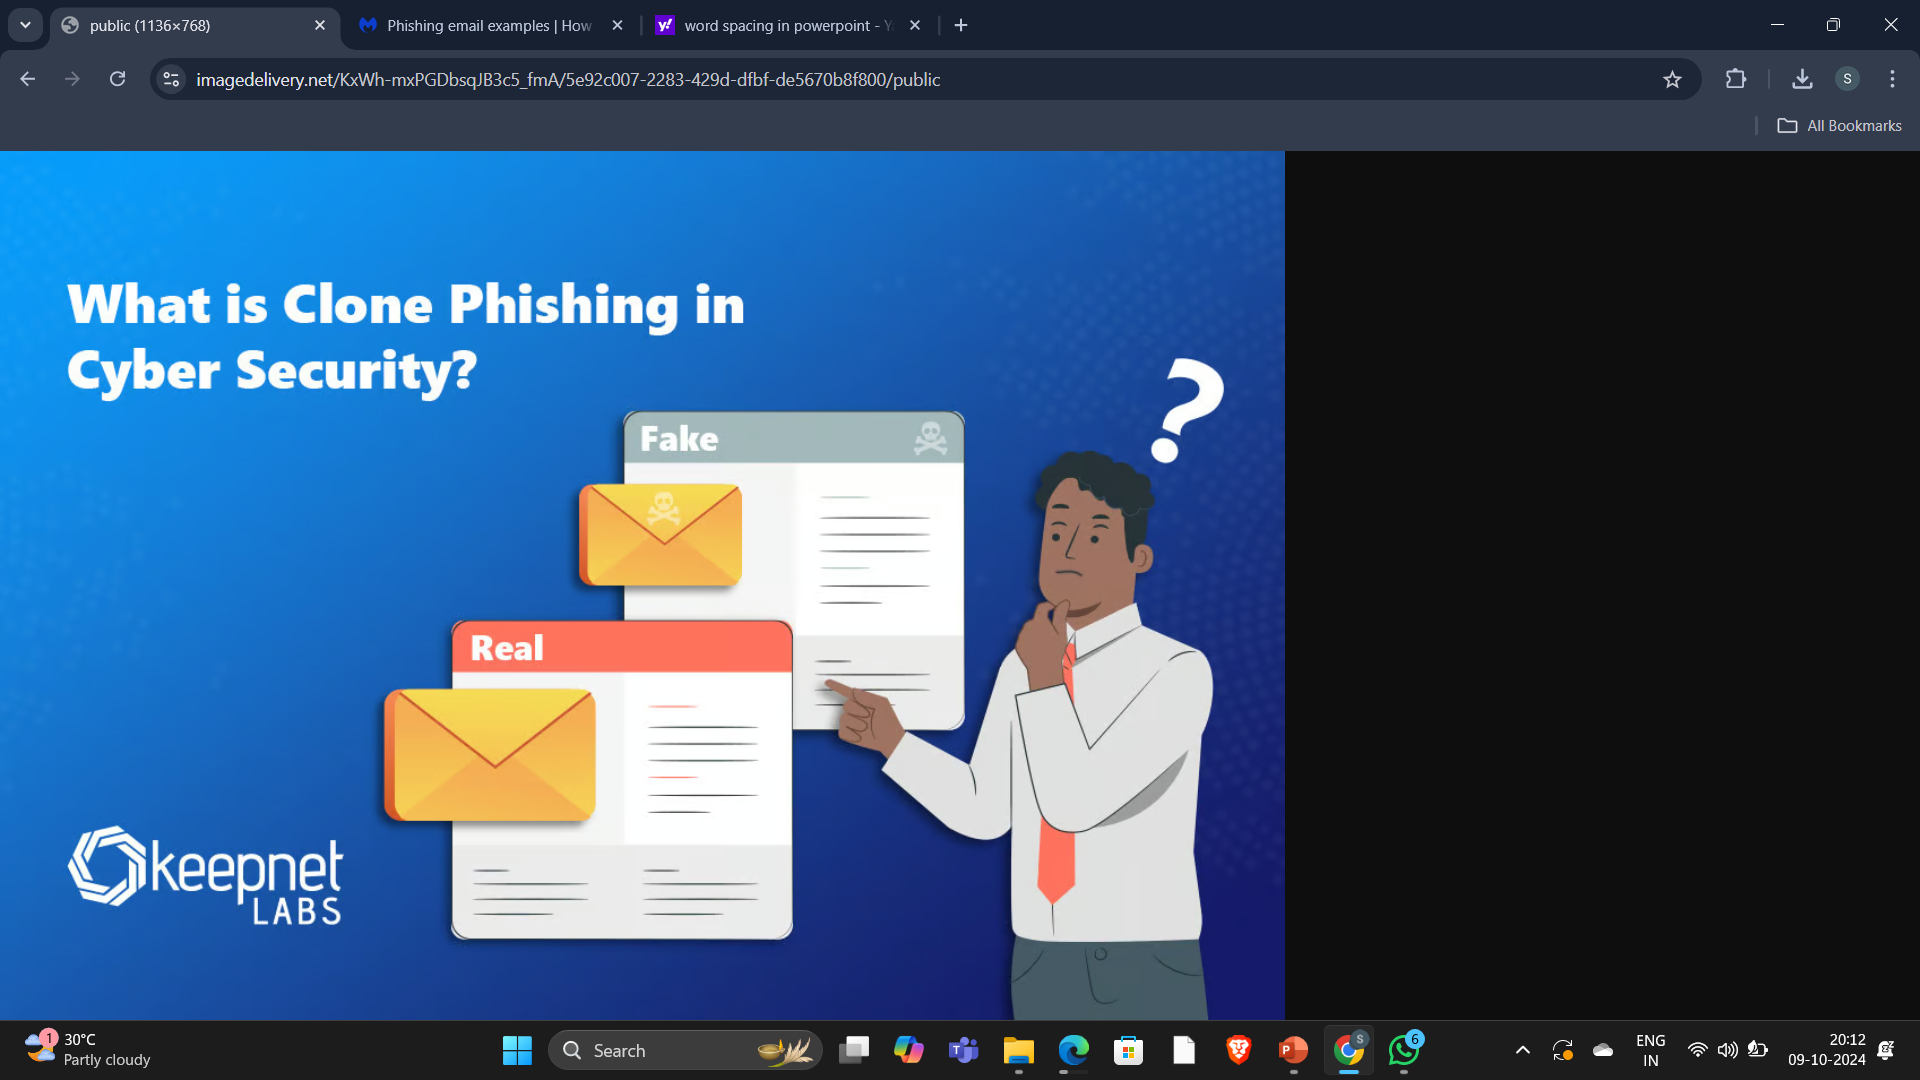 public (1136×768)
Phishing email examples | How
word spacing in powerpoint - Y
imagedelivery.net/KxWh-mxPGDbsqJB3c5_fmA/5e92c007-2283-429d-dfbf-de5670b8f800/public
S
All Bookmarks
What is Clone Phishing in
Cyber Security?
?
Fake
Real
keepnet
LABS
1
30°C
Partly cloudy
Search
S
6
ENG
IN
20:12
09-10-2024